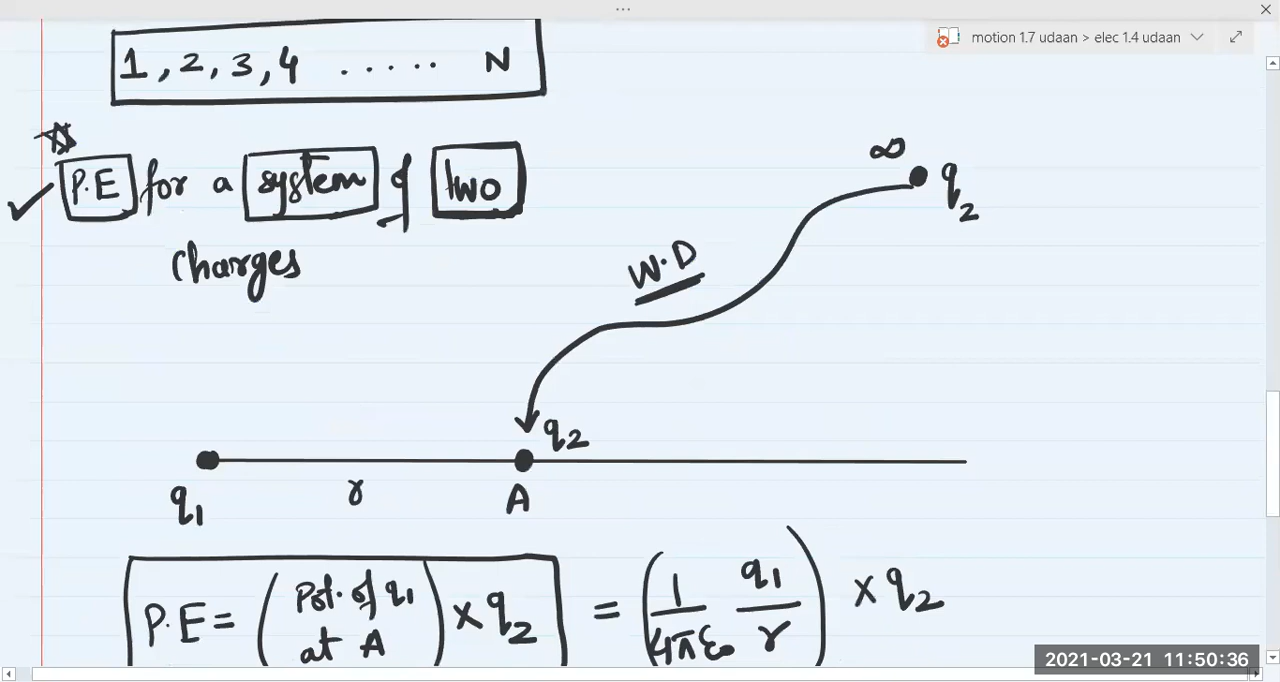 ...
motion 1.7 udaan > elec 1.4 udaan
1, 2, 3, 4 ..... N
P.E for a system of two
charges
∞
q₂
W.D
q₂
q₁ r A
P.E = (Pot. of q₁ at A) × q₂ = (1/4πε₀ q₁/r) × q₂
2021-03-21 11:50:36